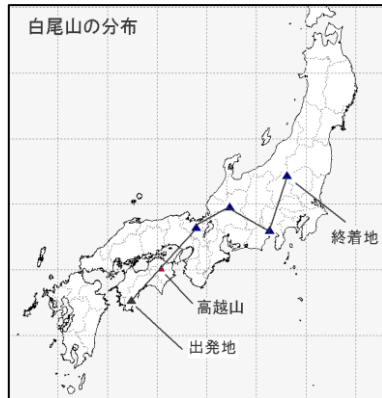 白尾山の分布
終着地
高越山
出発地